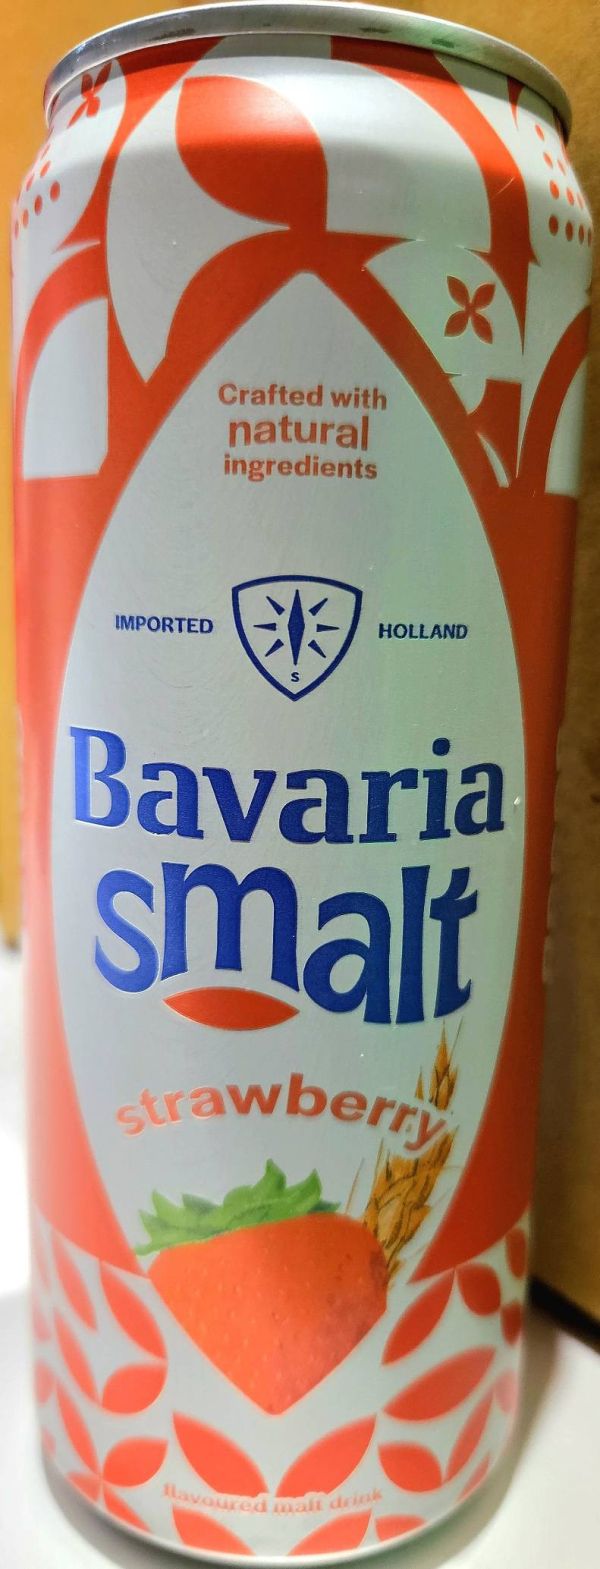 Crafted with
natural
ingredients
IMPORTED HOLLAND
S
Bavaria
smalt
strawberry
flavoured malt drink